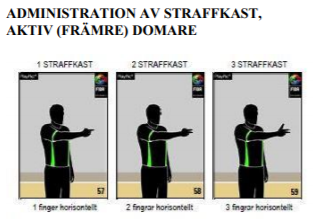 ADMINISTRATION AV STRAFFKAST,
AKTIV (FRÄMRE) DOMARE
1 STRAFFKAST
2 STRAFFKAST
3 STRAFFKAST
57
58
59
1 finger horisontellt
2 fingrar horisontellt
3 fingrar horisontellt